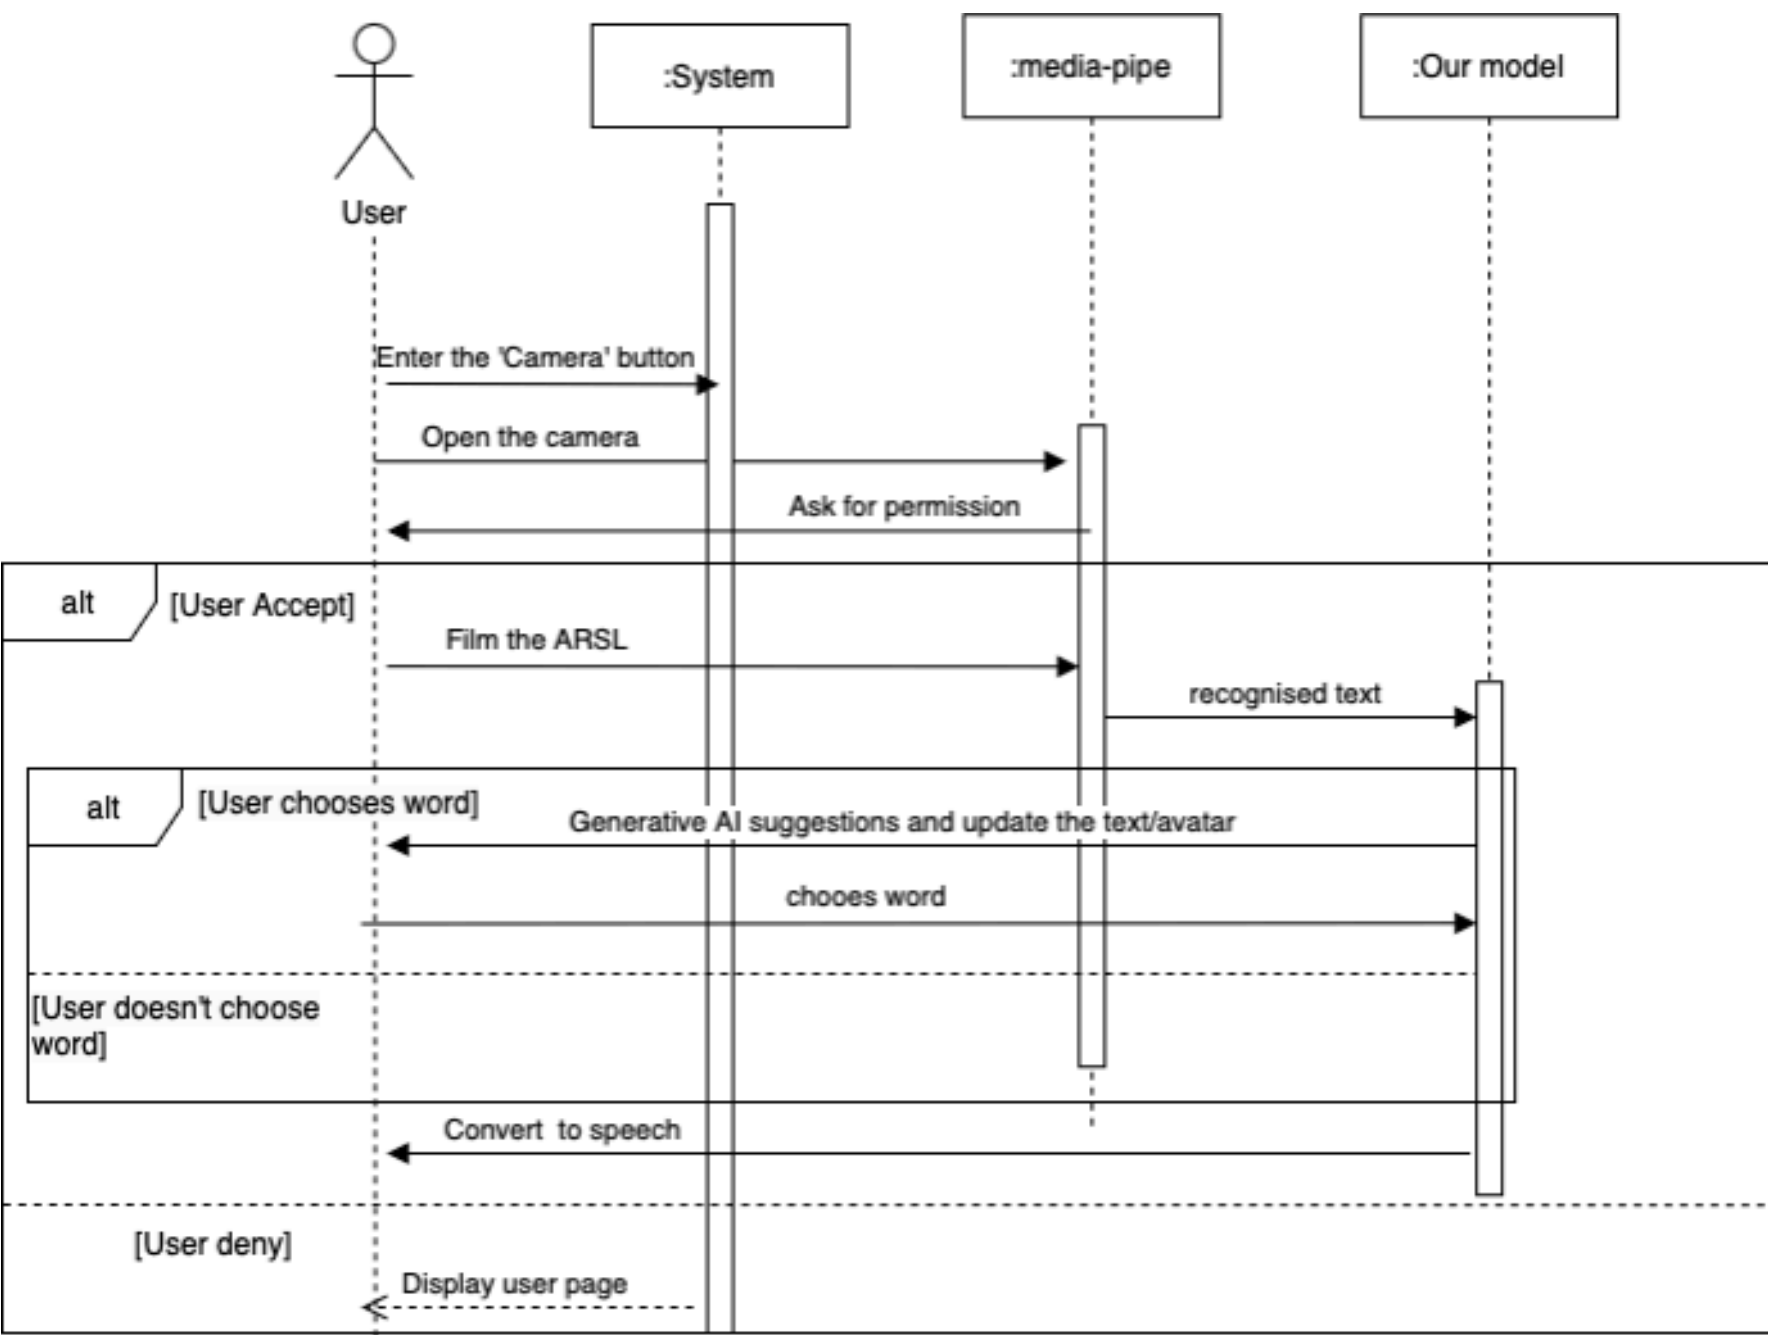 :System
:media-pipe
:Our model
User
Enter the 'Camera' button
Open the camera
Ask for permission
alt
[User Accept]
Film the ARSL
recognised text
alt
[User chooses word]
Generative AI suggestions and update the text/avatar
chooes word
[User doesn't choose
word]
Convert to speech
[User deny]
Display user page